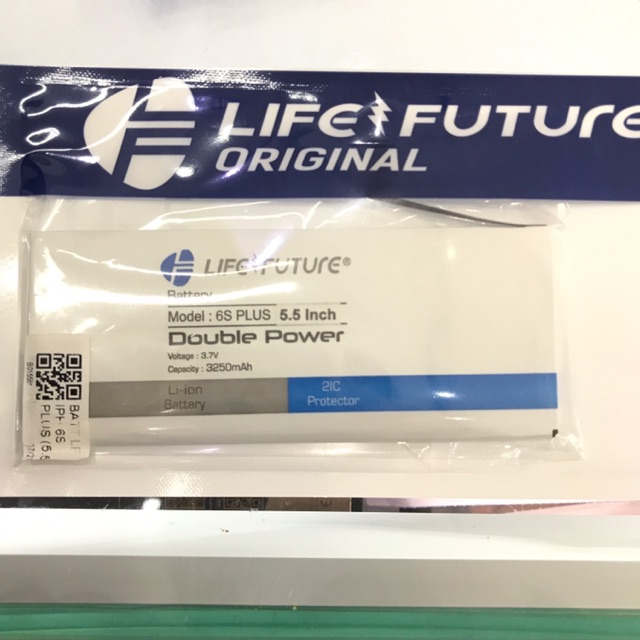 LIFE FUTURE
ORIGINAL
LIFE FUTURE®
Battery
Model : 6S PLUS 5.5 Inch
Double Power
Voltage : 3.7V
Capacity : 3250mAh
Li-ion
Battery
2IC
Protector
BATT LF
IPH 6S
PLUS (5.5